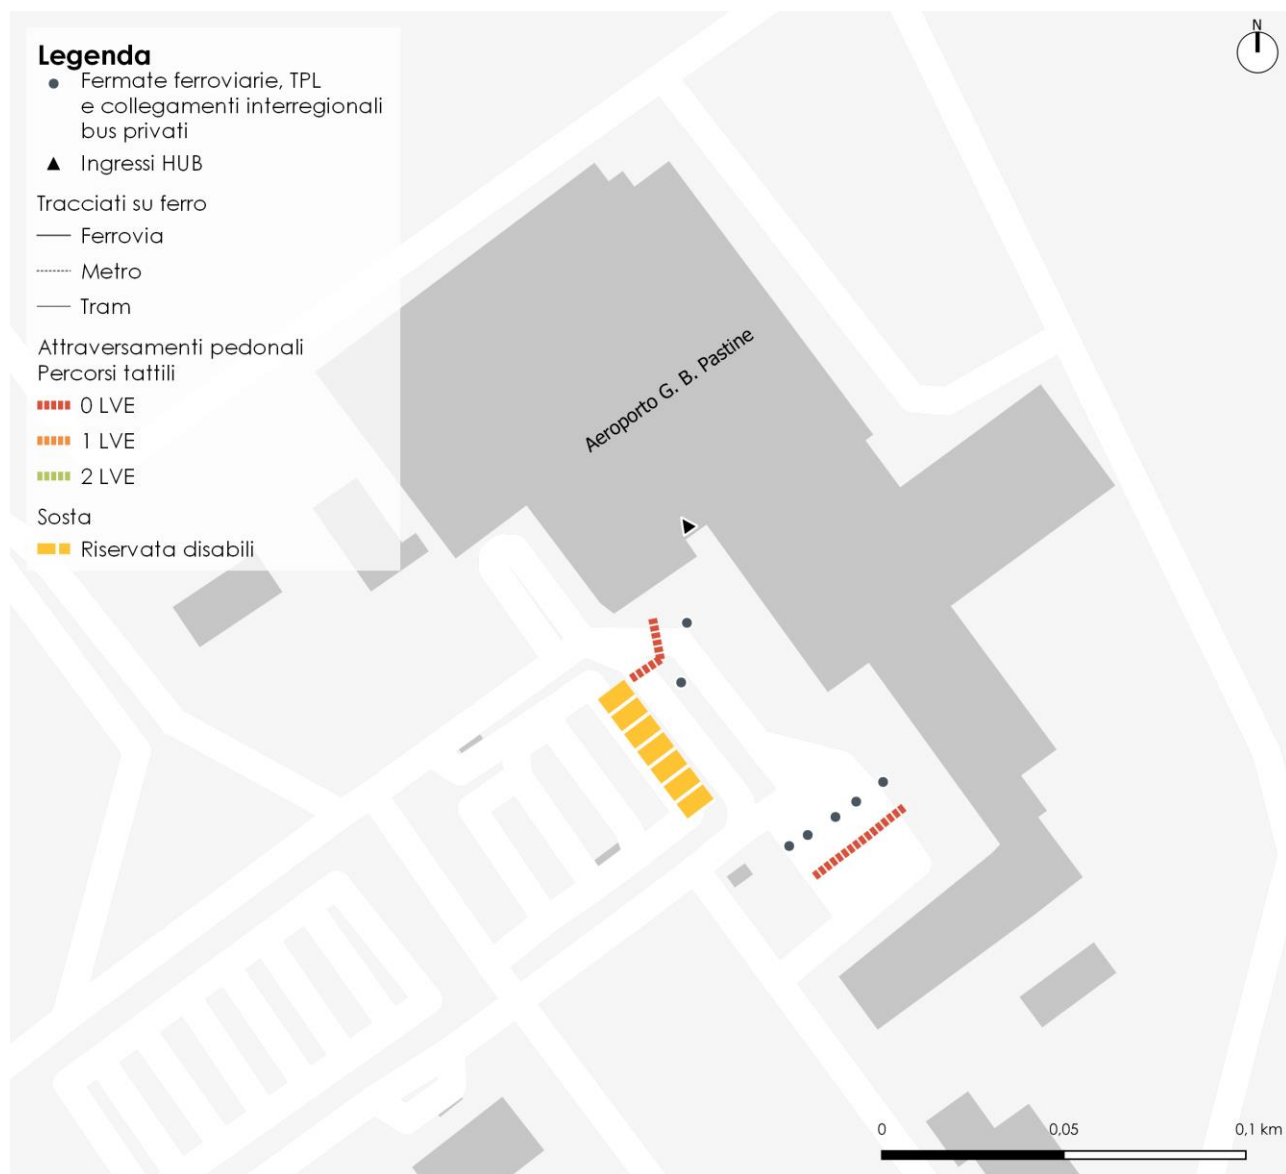 Legenda
Fermate ferroviarie, TPL
e collegamenti interregionali
bus privati
Ingressi HUB
Tracciati su ferro
Ferrovia
Metro
Tram
Attraversamenti pedonali
Percorsi tattili
0 LVE
1 LVE
2 LVE
Sosta
Riservata disabili
N
Aeroporto G. B. Pastine
0 0,05 0,1 km